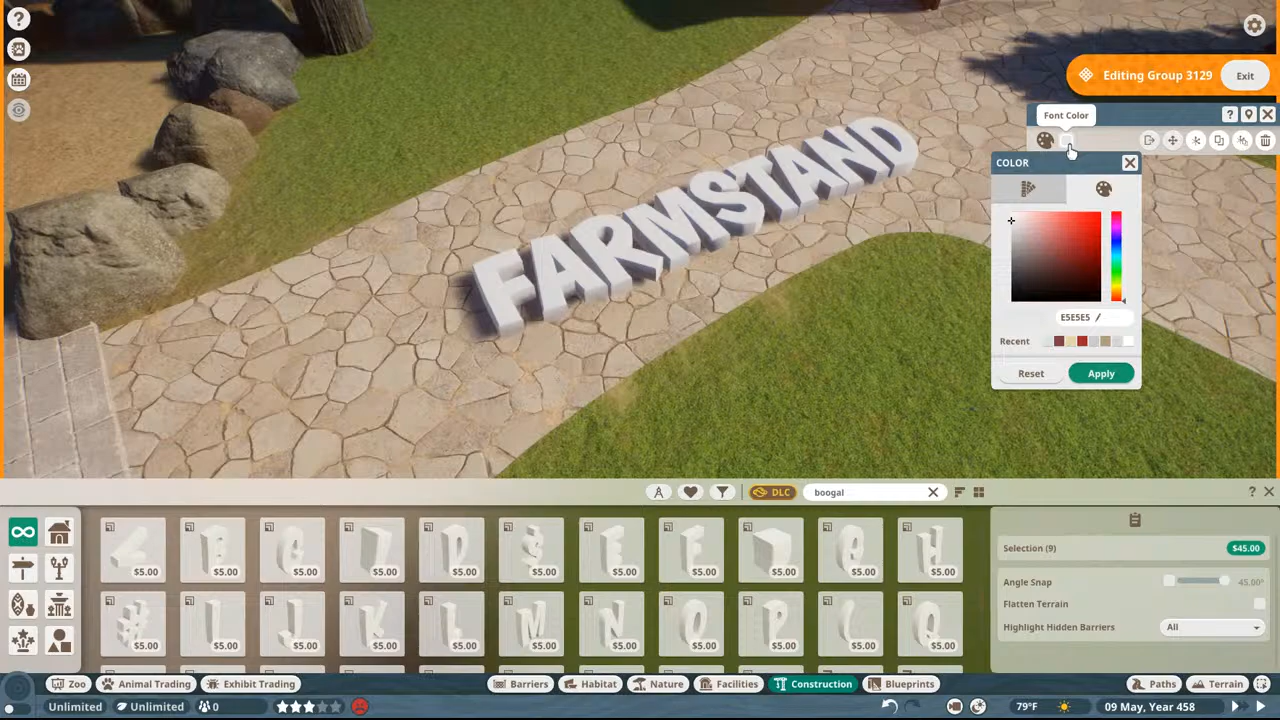 Editing Group 3129
Exit
Font Color
COLOR
FARMSTAND
E5E5E5
Recent
Reset
Apply
DLC
boogal
$5.00 $5.00 $5.00 $5.00 $5.00 $5.00 $5.00 $5.00 $5.00 $5.00 $5.00
$5.00 $5.00 $5.00 $5.00 $5.00 $5.00 $5.00 $5.00 $5.00 $5.00 $5.00
Selection (9)
$45.00
Angle Snap
45.00°
Flatten Terrain
Highlight Hidden Barriers
All
Zoo
Animal Trading
Exhibit Trading
Barriers
Habitat
Nature
Facilities
Construction
Blueprints
Paths
Terrain
Unlimited
Unlimited
0
79°F
09 May, Year 458